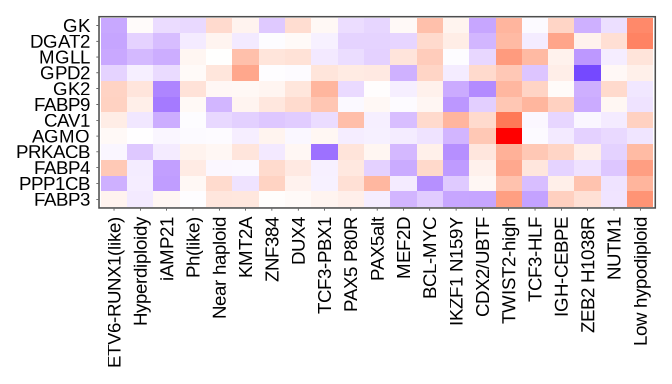 GK
DGAT2
MGLL
GPD2
GK2
FABP9
CAV1
AGMO
PRKACB
FABP4
PPP1CB
FABP3
ETV6-RUNX1(like)
Hyperdiploidy
iAMP21
Ph(like)
Near haploid
KMT2A
ZNF384
DUX4
TCF3-PBX1
PAX5 P80R
PAX5alt
MEF2D
BCL-MYC
IKZF1 N159Y
CDX2/UBTF
TWIST2-high
TCF3-HLF
IGH-CEBPE
ZEB2 H1038R
NUTM1
Low hypodiploid